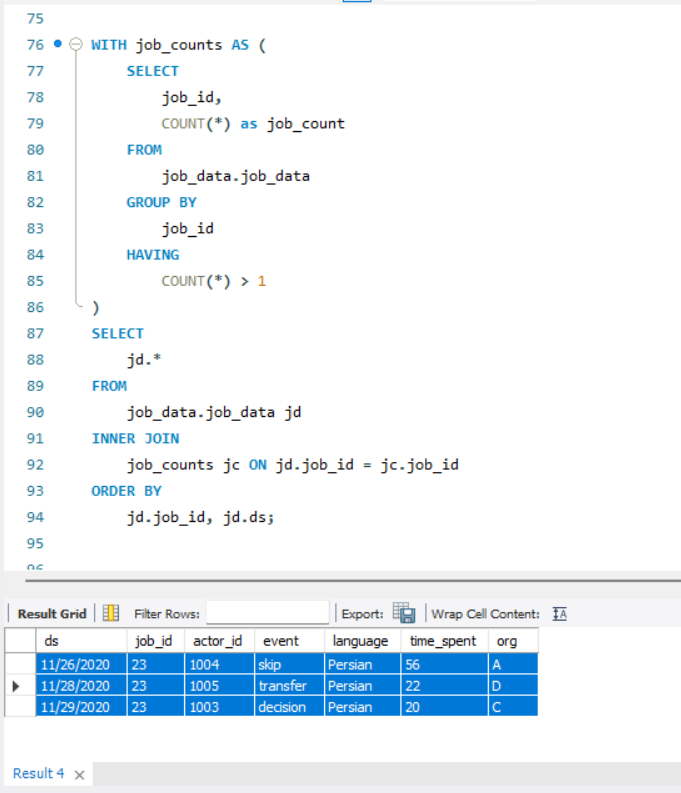 75
76 WITH job_counts AS (
77 SELECT
78 job_id,
79 COUNT(*) as job_count
80 FROM
81 job_data.job_data
82 GROUP BY
83 job_id
84 HAVING
85 COUNT(*) > 1
86 )
87 SELECT
88 jd.*
89 FROM
90 job_data.job_data jd
91 INNER JOIN
92 job_counts jc ON jd.job_id = jc.job_id
93 ORDER BY
94 jd.job_id, jd.ds;
95
96
Result Grid Filter Rows: Export: Wrap Cell Content: IA
ds job_id actor_id event language time_spent org
11/26/2020 23 1004 skip Persian 56 A
11/28/2020 23 1005 transfer Persian 22 D
11/29/2020 23 1003 decision Persian 20 C
Result 4 ×